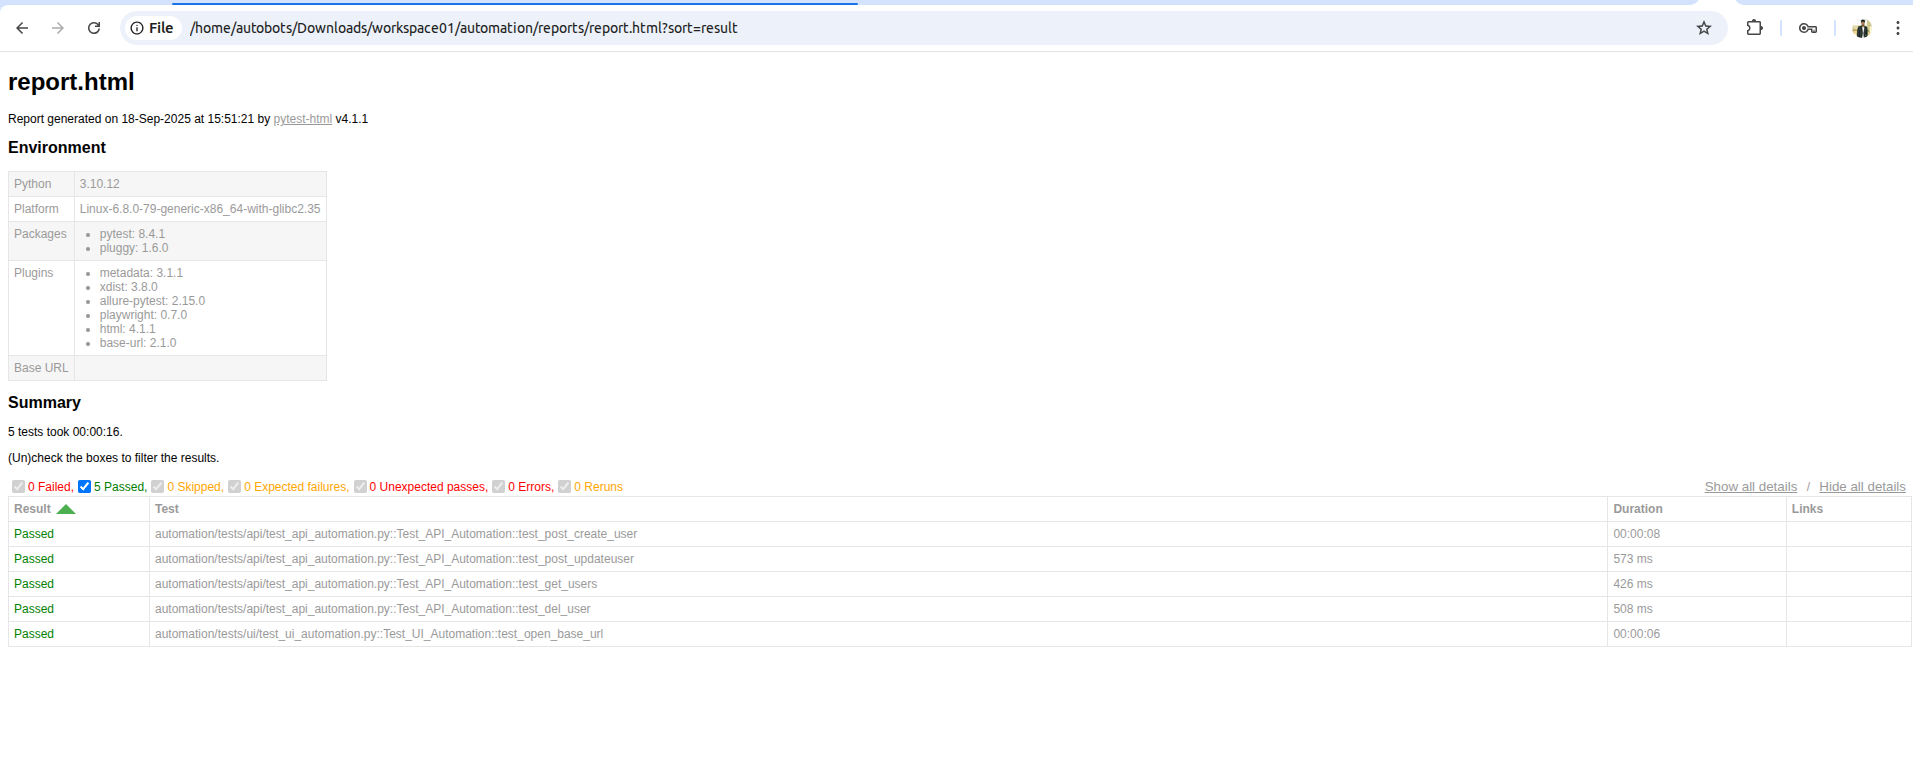 File /home/autobots/Downloads/workspace01/automation/reports/report.html?sort=result
report.html
Report generated on 18-Sep-2025 at 15:51:21 by pytest-html v4.1.1
Environment
Python 3.10.12
Platform Linux-6.8.0-79-generic-x86_64-with-glibc2.35
Packages
pytest: 8.4.1
pluggy: 1.6.0
Plugins
metadata: 3.1.1
xdist: 3.8.0
allure-pytest: 2.15.0
playwright: 0.7.0
html: 4.1.1
base-url: 2.1.0
Base URL
Summary
5 tests took 00:00:16.
(Un)check the boxes to filter the results.
0 Failed, 5 Passed, 0 Skipped, 0 Expected failures, 0 Unexpected passes, 0 Errors, 0 Reruns Show all details / Hide all details
Result Test Duration Links
Passed automation/tests/api/test_api_automation.py::Test_API_Automation::test_post_create_user 00:00:08
Passed automation/tests/api/test_api_automation.py::Test_API_Automation::test_post_updateuser 573 ms
Passed automation/tests/api/test_api_automation.py::Test_API_Automation::test_get_users 426 ms
Passed automation/tests/api/test_api_automation.py::Test_API_Automation::test_del_user 508 ms
Passed automation/tests/ui/test_ui_automation.py::Test_UI_Automation::test_open_base_url 00:00:06